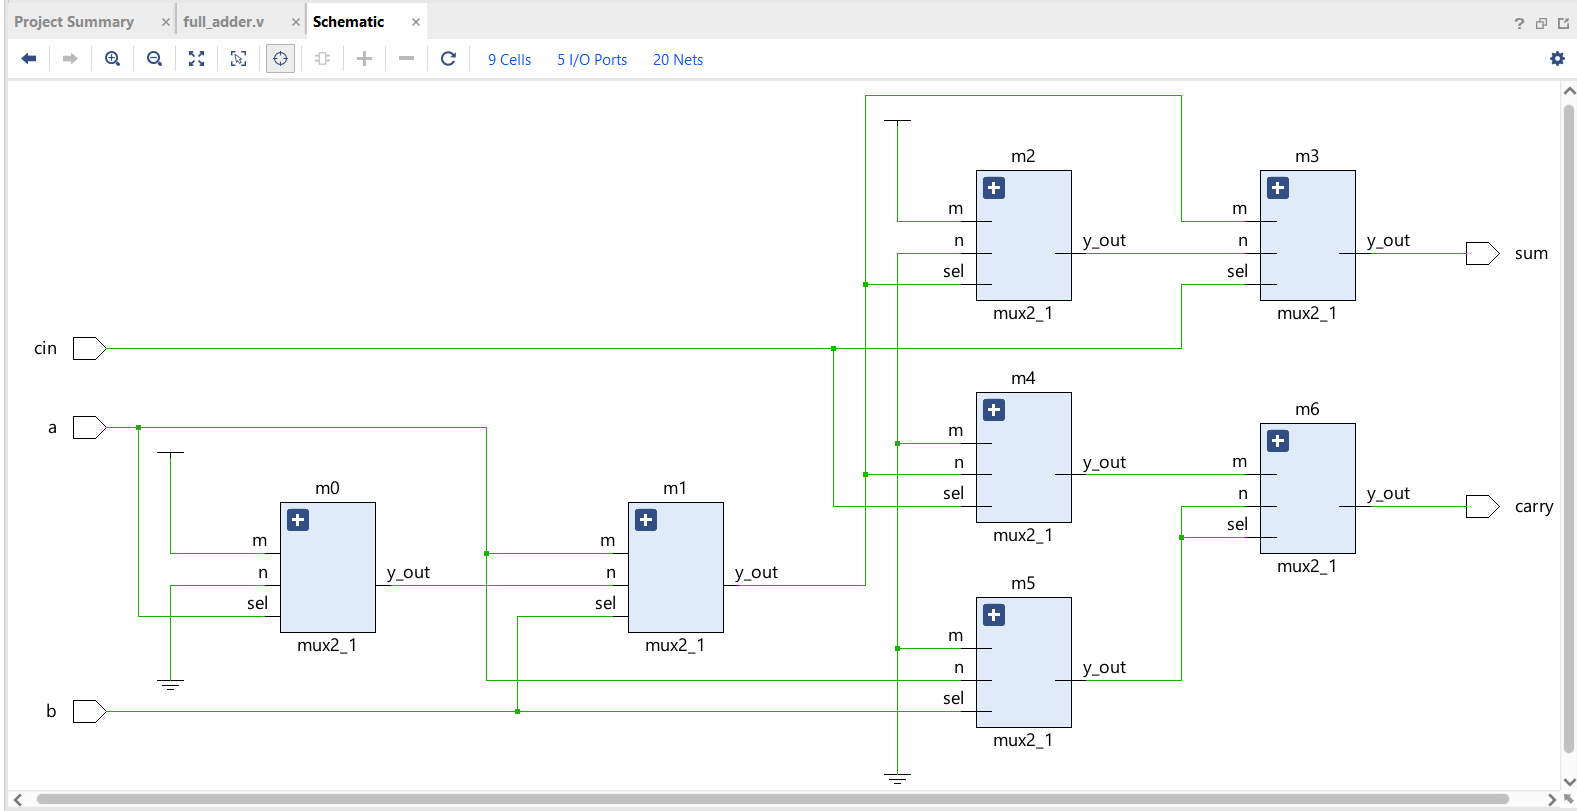 Project Summary × full_adder.v × Schematic ×
?
9 Cells 5 I/O Ports 20 Nets
m2
m
n
sel
y_out
mux2_1
m3
m
n
sel
y_out
mux2_1
sum
cin
m4
m
n
sel
y_out
mux2_1
m6
m
n
sel
y_out
mux2_1
carry
a
m0
m
n
sel
y_out
mux2_1
m1
m
n
sel
y_out
mux2_1
m5
m
n
sel
y_out
mux2_1
b